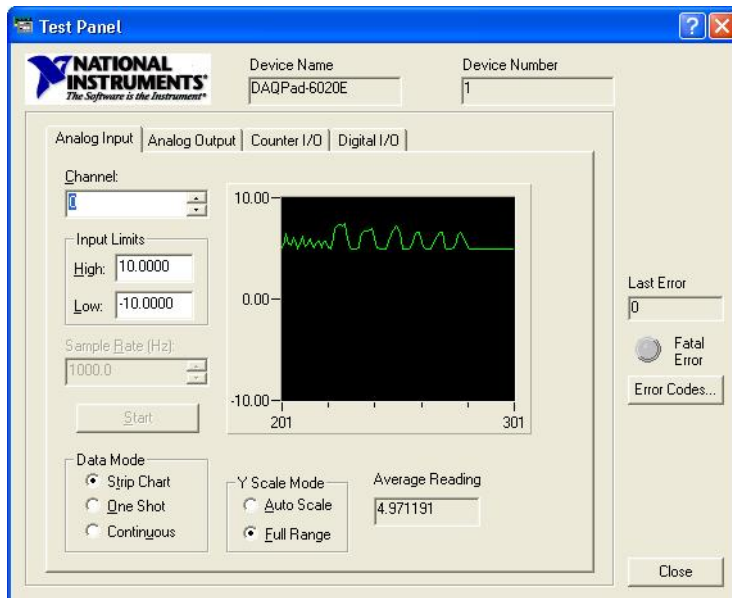 Test Panel
NATIONAL
INSTRUMENTS
The Software is the Instrument
Device Name
DAQPad-6020E
Device Number
1
Analog Input
Analog Output
Counter I/O
Digital I/O
Channel:
0
Input Limits
High:
10.0000
Low:
-10.0000
Sample Rate (Hz):
1000.0
Start
10.00
0.00
-10.00
201
301
Data Mode
Strip Chart
One Shot
Continuous
Y Scale Mode
Auto Scale
Full Range
Average Reading
4.971191
Last Error
0
Fatal
Error
Error Codes...
Close